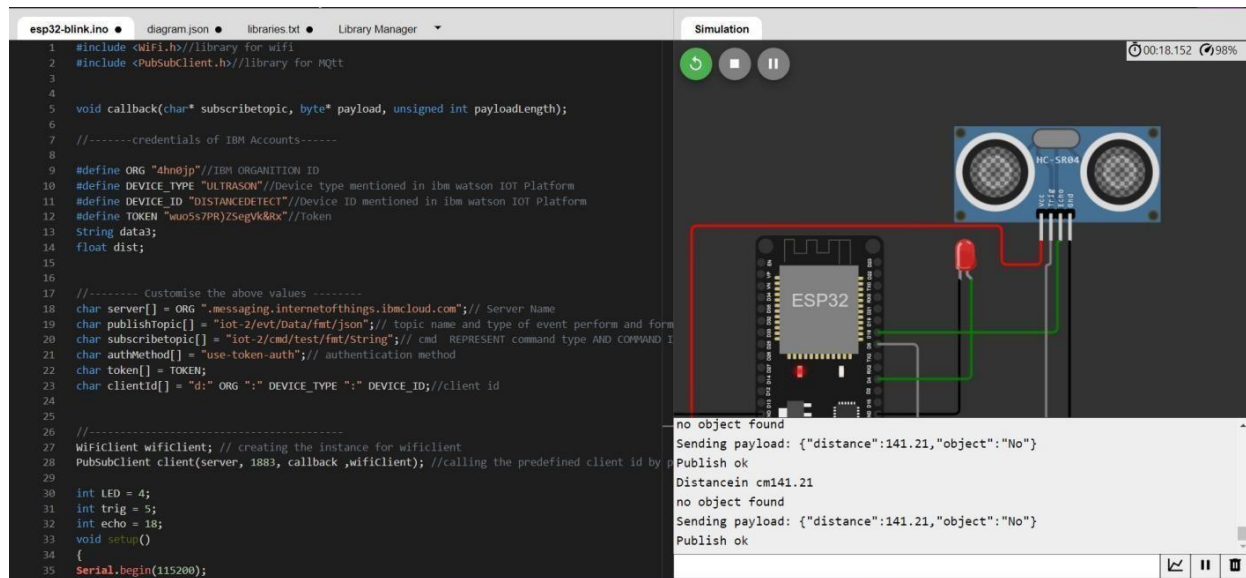 esp32-blink.ino ●
diagram.json ●
libraries.txt ●
Library Manager
1 #include <WiFi.h>//library for wifi
2 #include <PubSubClient.h>//library for MQtt
3
4
5 void callback(char* subscribetopic, byte* payload, unsigned int payloadLength);
6
7 //-------credentials of IBM Accounts------
8
9 #define ORG "4hn0jp"//IBM ORGANITION ID
10 #define DEVICE_TYPE "ULTRASON"//Device type mentioned in ibm watson IOT Platform
11 #define DEVICE_ID "DISTANCEDETECT"//Device ID mentioned in ibm watson IOT Platform
12 #define TOKEN "wuo5s7PR)ZSegVk&Rx"//Token
13 String data3;
14 float dist;
15
16
17 //-------- Customise the above values --------
18 char server[] = ORG ".messaging.internetofthings.ibmcloud.com";// Server Name
19 char publishTopic[] = "iot-2/evt/Data/fmt/json";// topic name and type of event perform and form
20 char subscribetopic[] = "iot-2/cmd/test/fmt/String";// cmd REPRESENT command type AND COMMAND I
21 char authMethod[] = "use-token-auth";// authentication method
22 char token[] = TOKEN;
23 char clientId[] = "d:" ORG ":" DEVICE_TYPE ":" DEVICE_ID;//client id
24
25
26 //-----------------------------------------
27 WiFiClient wifiClient; // creating the instance for wificlient
28 PubSubClient client(server, 1883, callback ,wifiClient); //calling the predefined client id by p
29
30 int LED = 4;
31 int trig = 5;
32 int echo = 18;
33 void setup()
34 {
35 Serial.begin(115200);
Simulation
00:18.152 98%
HC-SR04
Vcc
Trig
Echo
Gnd
ESP32
no object found
Sending payload: {"distance":141.21,"object":"No"}
Publish ok
Distancein cm141.21
no object found
Sending payload: {"distance":141.21,"object":"No"}
Publish ok